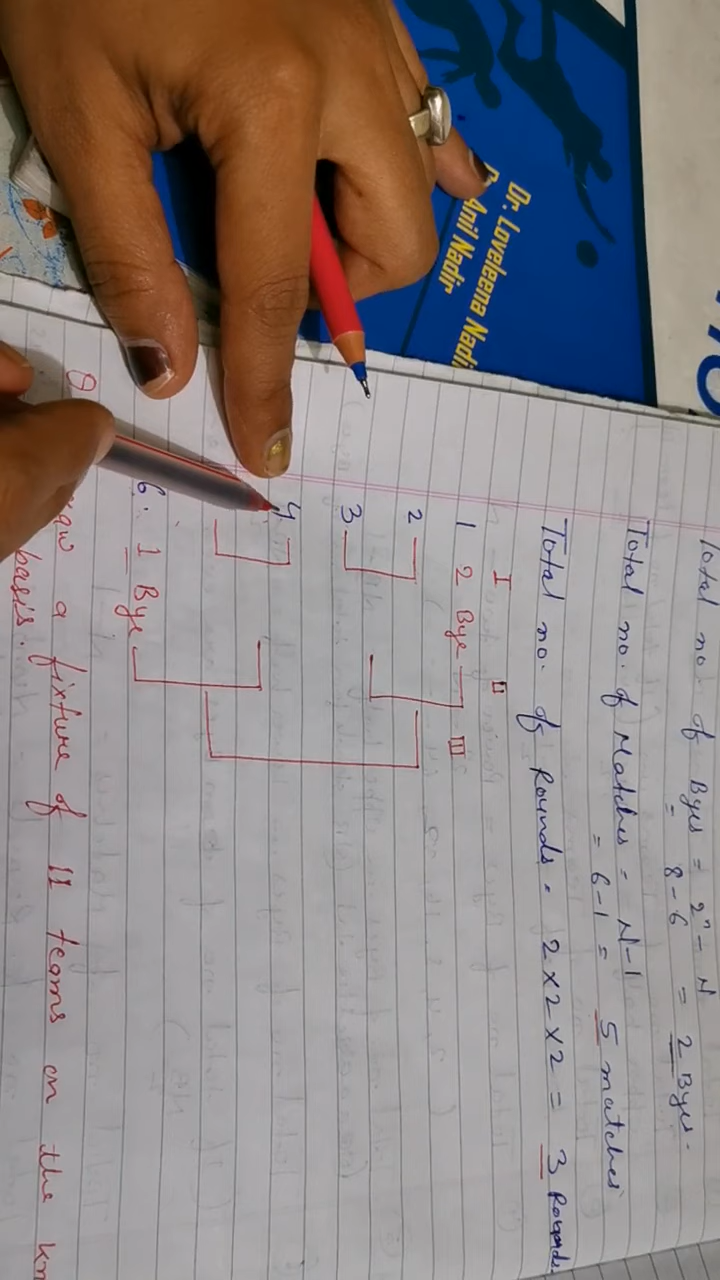 Dr. Loveleena Nadir
Anil Nadir
Total no. of Byes = 2ⁿ - N
= 8 - 6 = 2 Byes.
Total no. of Matches = N-1
= 6-1 = 5 matches
Total no. of Rounds = 2×2×2 = 3 Rounds.
I II III
1 2 Bye
2
3
4
6. 1 Bye
a fixture of 11 teams on the
basis.